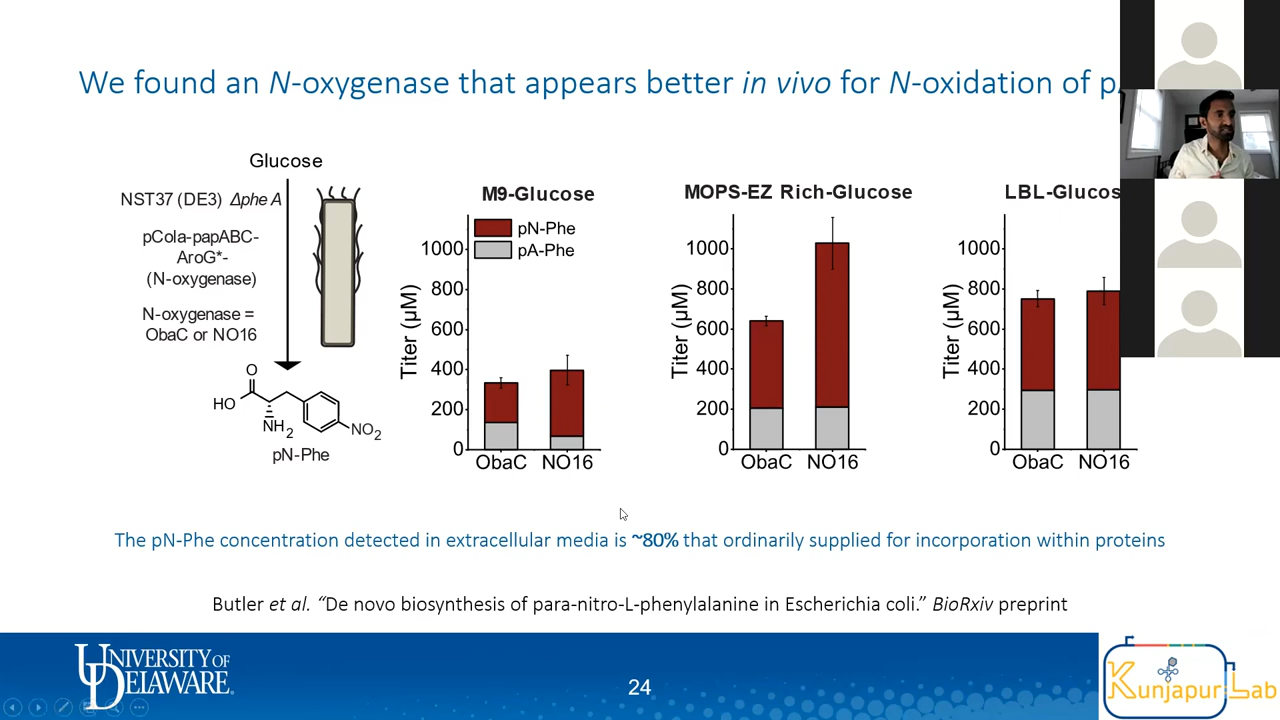 We found an N-oxygenase that appears better in vivo for N-oxidation of p
Glucose
NST37 (DE3) Δphe A
pCola-papABC-
AroG*-
(N-oxygenase)
N-oxygenase =
ObaC or NO16
O
HO
NH2
NO2
pN-Phe
M9-Glucose
pN-Phe
pA-Phe
Titer (µM)
1000
800
600
400
200
0
ObaC NO16
MOPS-EZ Rich-Glucose
Titer (µM)
1000
800
600
400
200
0
ObaC NO16
LBL-Glucos
Titer (µM)
1000
800
600
400
200
0
ObaC NO16
The pN-Phe concentration detected in extracellular media is ~80% that ordinarily supplied for incorporation within proteins
Butler et al. “De novo biosynthesis of para-nitro-L-phenylalanine in Escherichia coli.” BioRxiv preprint
UNIVERSITY OF
DELAWARE
24
Kunjapur Lab